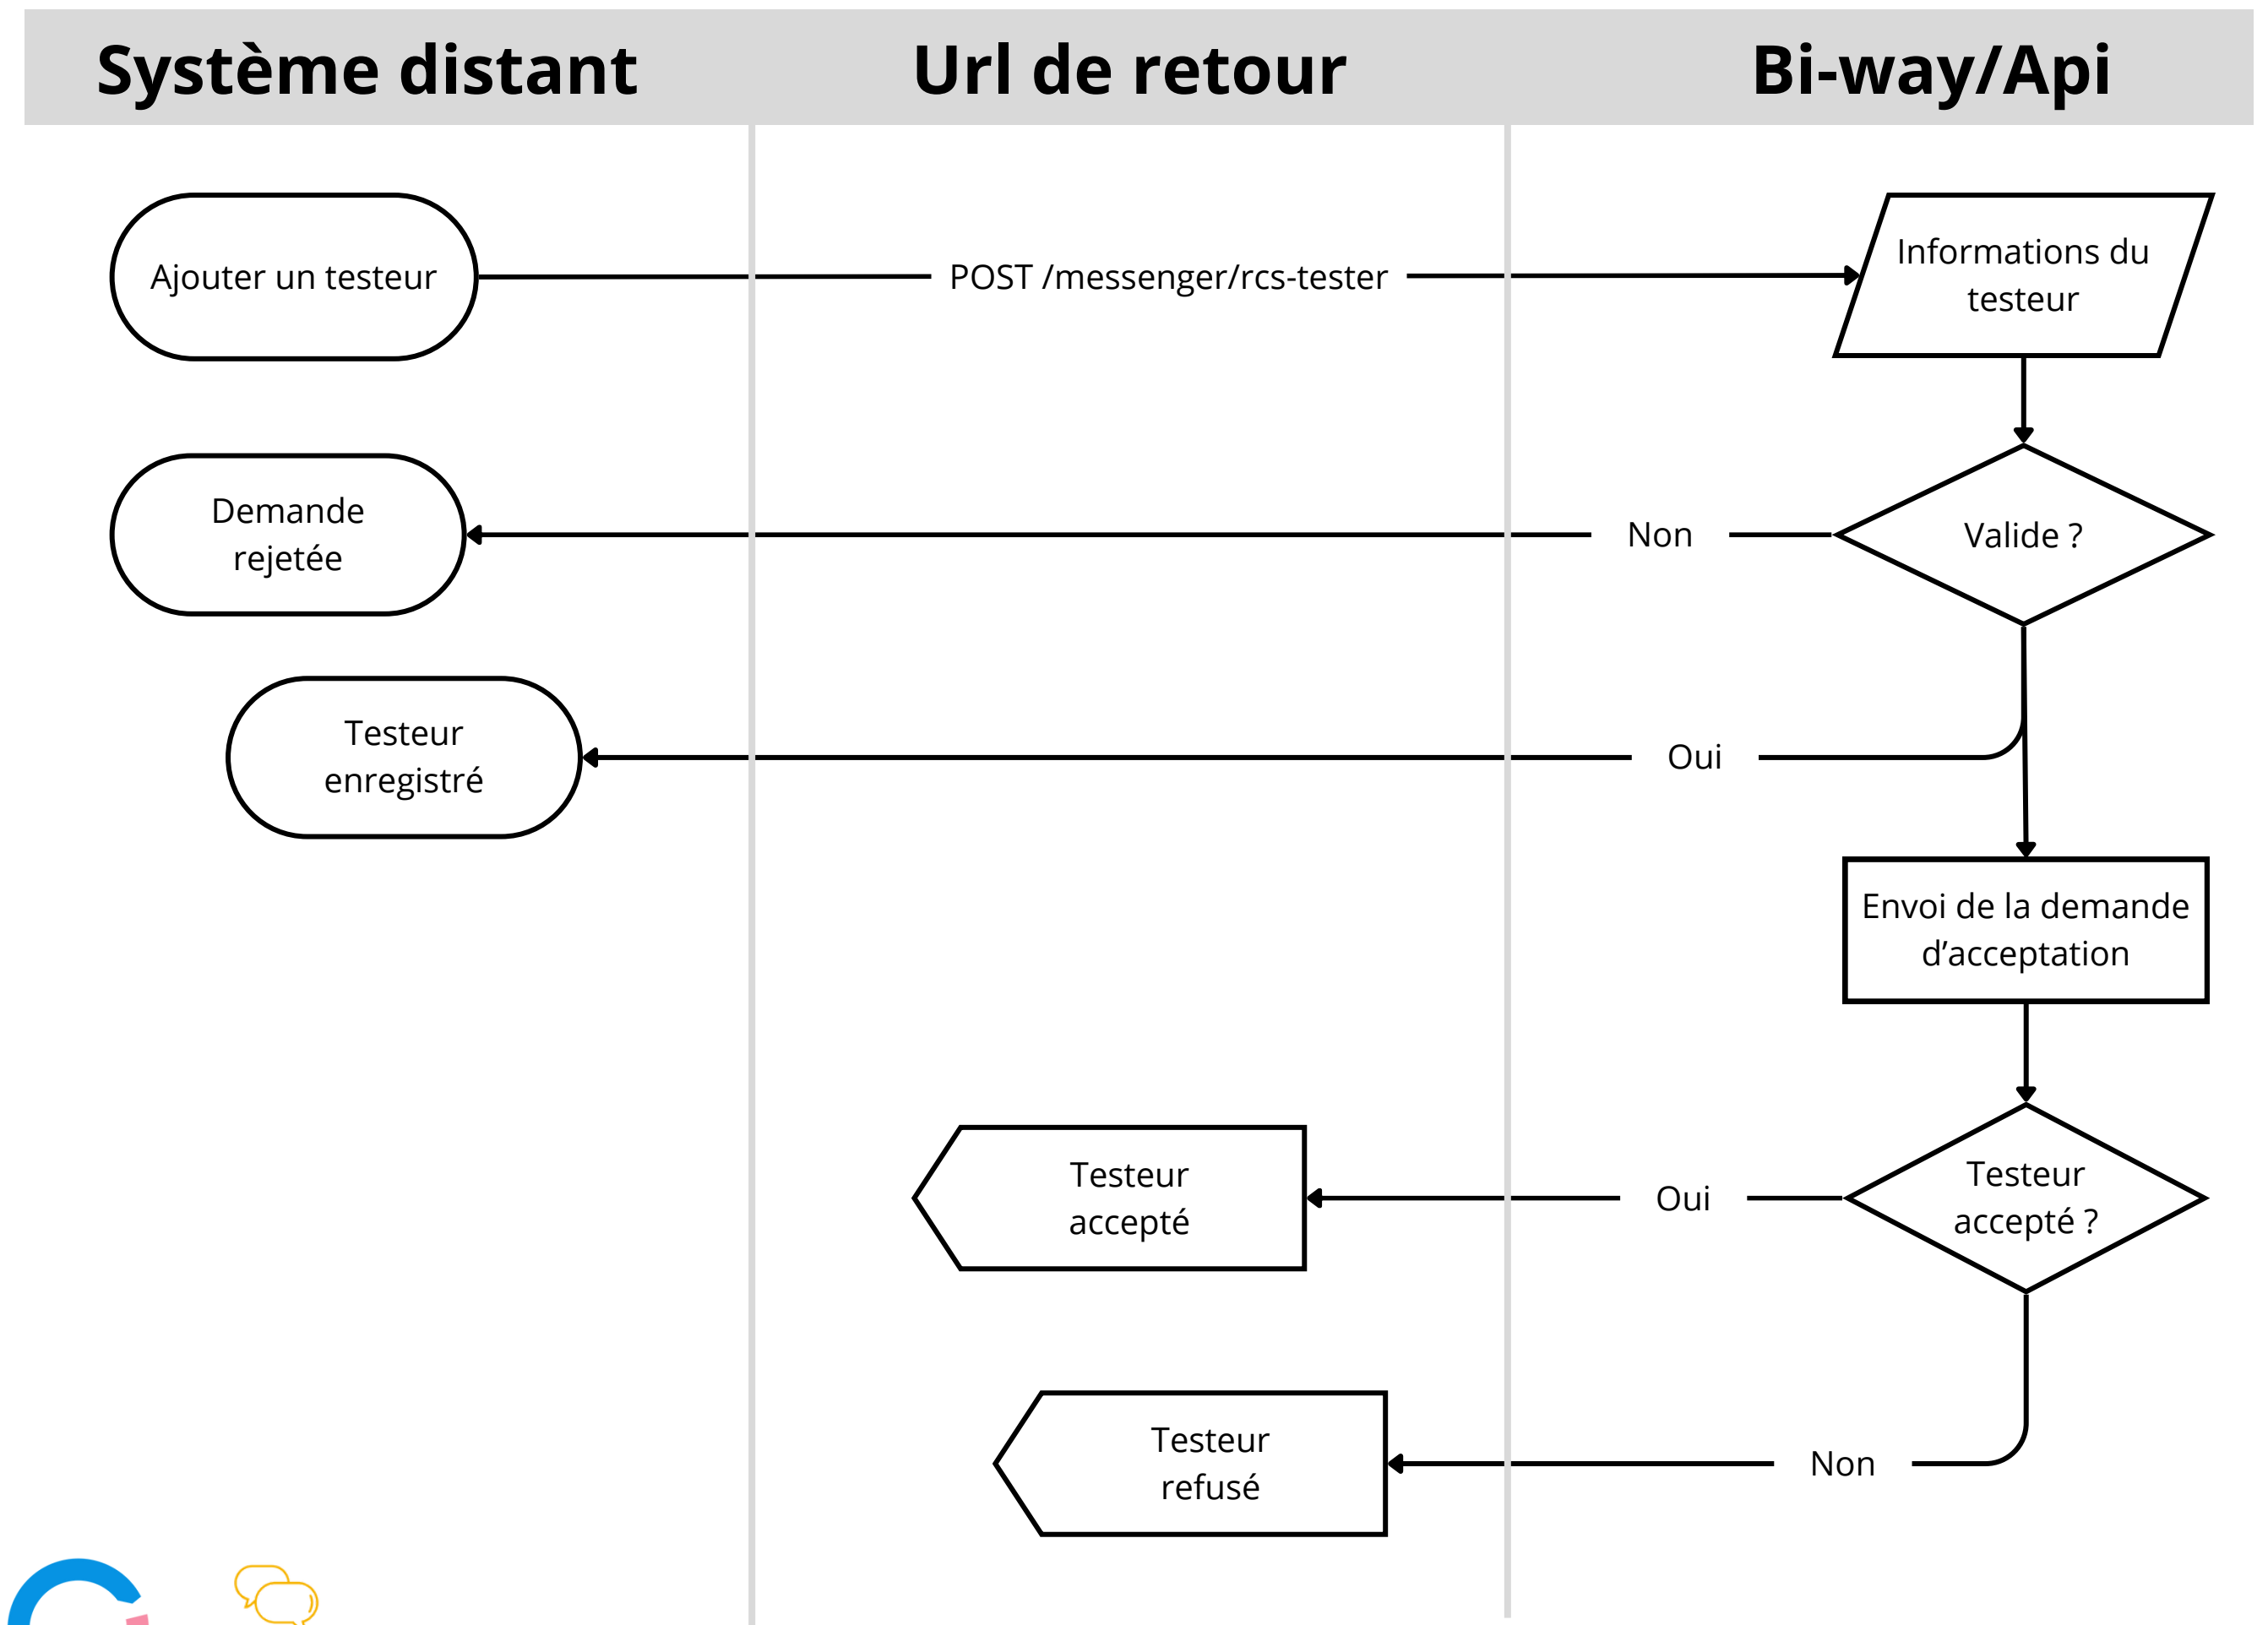 Système distant
Url de retour
Bi-way/Api
Ajouter un testeur
POST /messenger/rcs-tester
Informations du
testeur
Demande
rejetée
Non
Valide ?
Testeur
enregistré
Oui
Envoi de la demande
d’acceptation
Testeur
accepté
Oui
Testeur
accepté ?
Testeur
refusé
Non